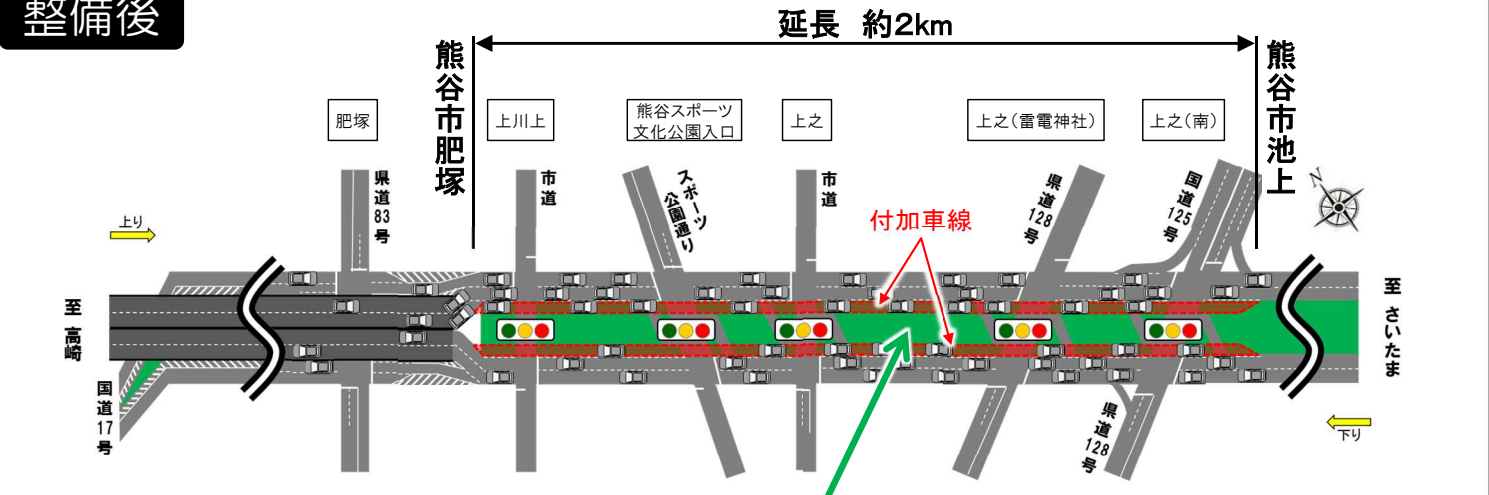 整備後
延長 約2km
熊谷市肥塚
熊谷市池上
肥塚
上川上
熊谷スポーツ
文化公園入口
上之
上之(雷電神社)
上之(南)
県道83号
市道
スポーツ
公園通り
市道
県道128号
国道125号
N
上り
付加車線
至 高崎
至 さいたま
国道17号
県道128号
下り